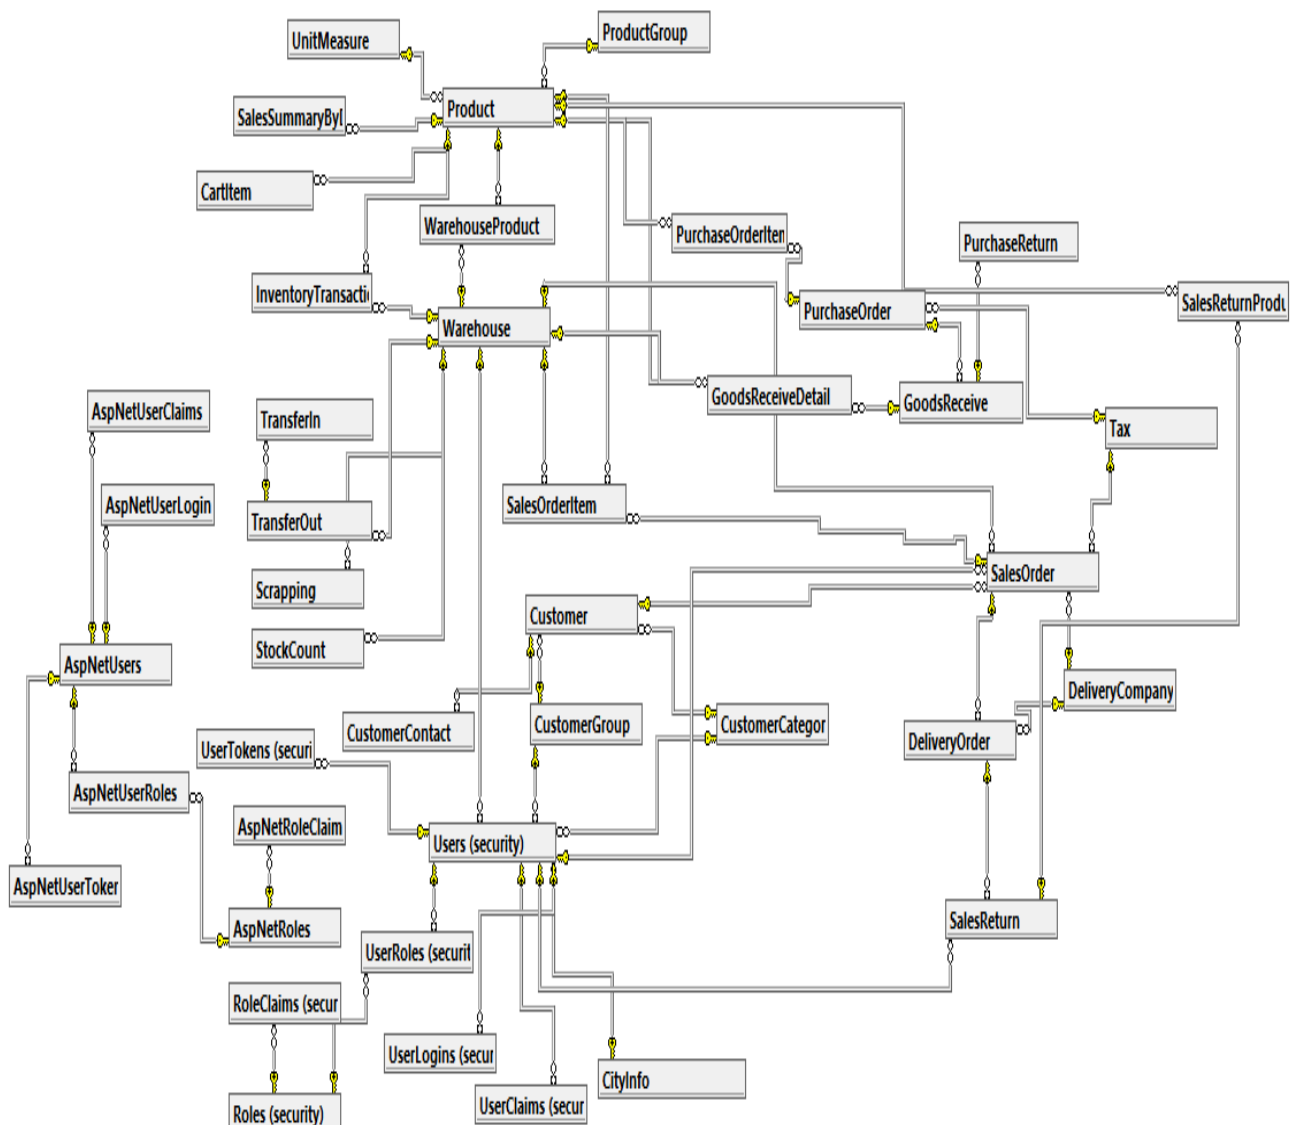 ProductGroup
UnitMeasure
Product
SalesSummaryByI
CartItem
WarehouseProduct
PurchaseOrderIten
PurchaseReturn
InventoryTransacti
PurchaseOrder
SalesReturnProdu
Warehouse
GoodsReceiveDetail
GoodsReceive
AspNetUserClaims
TransferIn
Tax
AspNetUserLogin
SalesOrderItem
TransferOut
SalesOrder
Scrapping
Customer
StockCount
AspNetUsers
DeliveryCompany
CustomerContact
CustomerGroup
CustomerCategor
DeliveryOrder
UserTokens (securi
AspNetUserRoles
AspNetRoleClaim
Users (security)
AspNetUserToker
AspNetRoles
SalesReturn
UserRoles (securit
RoleClaims (secur
UserLogins (secur
CityInfo
UserClaims (secur
Roles (security)